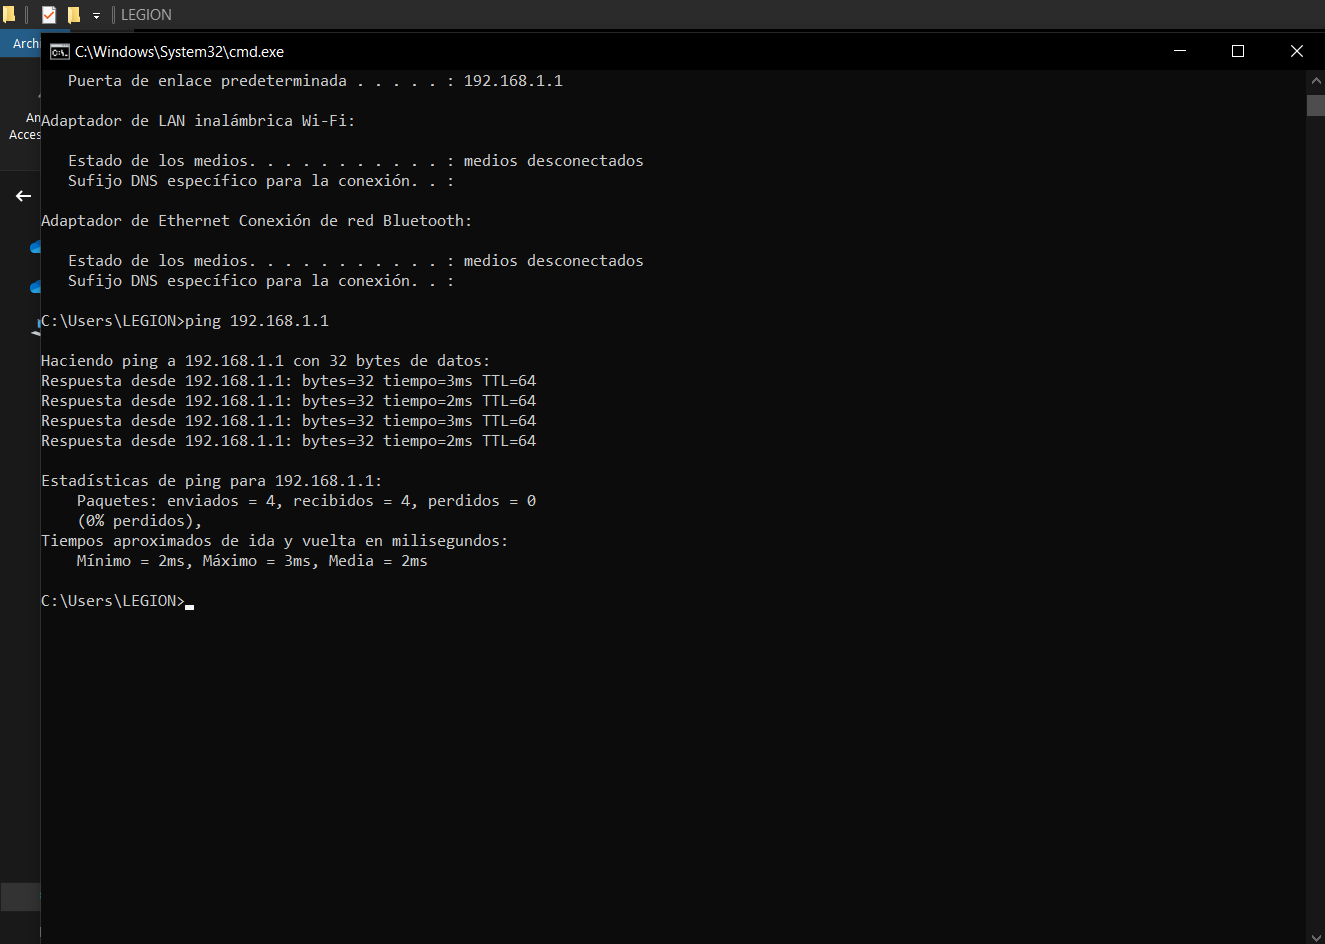 LEGION
Archi
C:\Windows\System32\cmd.exe
An
Acces
   Puerta de enlace predeterminada . . . . . : 192.168.1.1
Adaptador de LAN inalámbrica Wi-Fi:
   Estado de los medios. . . . . . . . . . . : medios desconectados
   Sufijo DNS específico para la conexión. . :
Adaptador de Ethernet Conexión de red Bluetooth:
   Estado de los medios. . . . . . . . . . . : medios desconectados
   Sufijo DNS específico para la conexión. . :
C:\Users\LEGION>ping 192.168.1.1
Haciendo ping a 192.168.1.1 con 32 bytes de datos:
Respuesta desde 192.168.1.1: bytes=32 tiempo=3ms TTL=64
Respuesta desde 192.168.1.1: bytes=32 tiempo=2ms TTL=64
Respuesta desde 192.168.1.1: bytes=32 tiempo=3ms TTL=64
Respuesta desde 192.168.1.1: bytes=32 tiempo=2ms TTL=64
Estadísticas de ping para 192.168.1.1:
    Paquetes: enviados = 4, recibidos = 4, perdidos = 0
    (0% perdidos),
Tiempos aproximados de ida y vuelta en milisegundos:
    Mínimo = 2ms, Máximo = 3ms, Media = 2ms
C:\Users\LEGION>